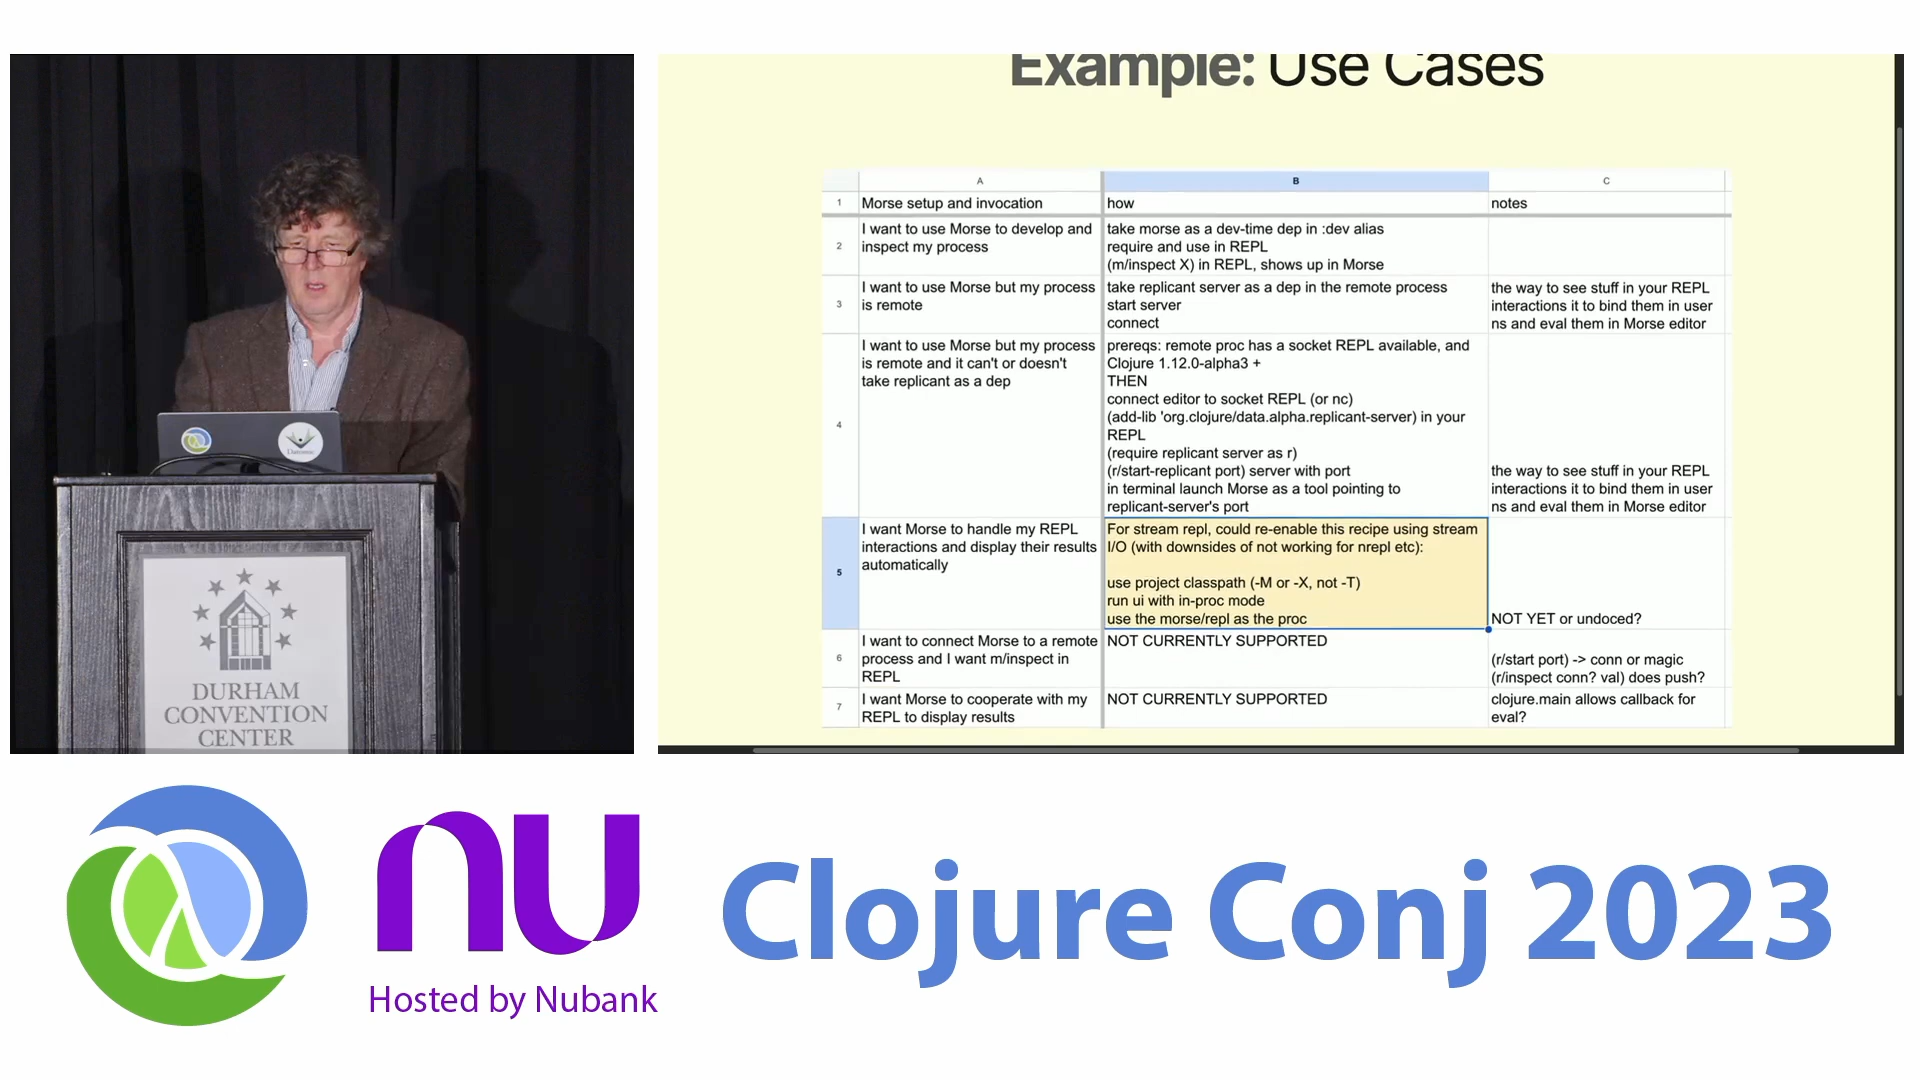 Example: Use Cases
A
B
C
1
Morse setup and invocation
how
notes
2
I want to use Morse to develop and
inspect my process
take morse as a dev-time dep in :dev alias
require and use in REPL
(m/inspect X) in REPL, shows up in Morse
3
I want to use Morse but my process
is remote
take replicant server as a dep in the remote process
start server
connect
the way to see stuff in your REPL
interactions it to bind them in user
ns and eval them in Morse editor
4
I want to use Morse but my process
is remote and it can't or doesn't
take replicant as a dep
prereqs: remote proc has a socket REPL available, and
Clojure 1.12.0-alpha3 +
THEN
connect editor to socket REPL (or nc)
(add-lib 'org.clojure/data.alpha.replicant-server) in your
REPL
(require replicant server as r)
(r/start-replicant port) server with port
in terminal launch Morse as a tool pointing to
replicant-server's port
the way to see stuff in your REPL
interactions it to bind them in user
ns and eval them in Morse editor
5
I want Morse to handle my REPL
interactions and display their results
automatically
For stream repl, could re-enable this recipe using stream
I/O (with downsides of not working for nrepl etc):
use project classpath (-M or -X, not -T)
run ui with in-proc mode
use the morse/repl as the proc
NOT YET or undoced?
6
I want to connect Morse to a remote
process and I want m/inspect in
REPL
NOT CURRENTLY SUPPORTED
(r/start port) -> conn or magic
(r/inspect conn? val) does push?
7
I want Morse to cooperate with my
REPL to display results
NOT CURRENTLY SUPPORTED
clojure.main allows callback for
eval?
Datomic
DURHAM
CONVENTION
CENTER
nu
Hosted by Nubank
Clojure Conj 2023